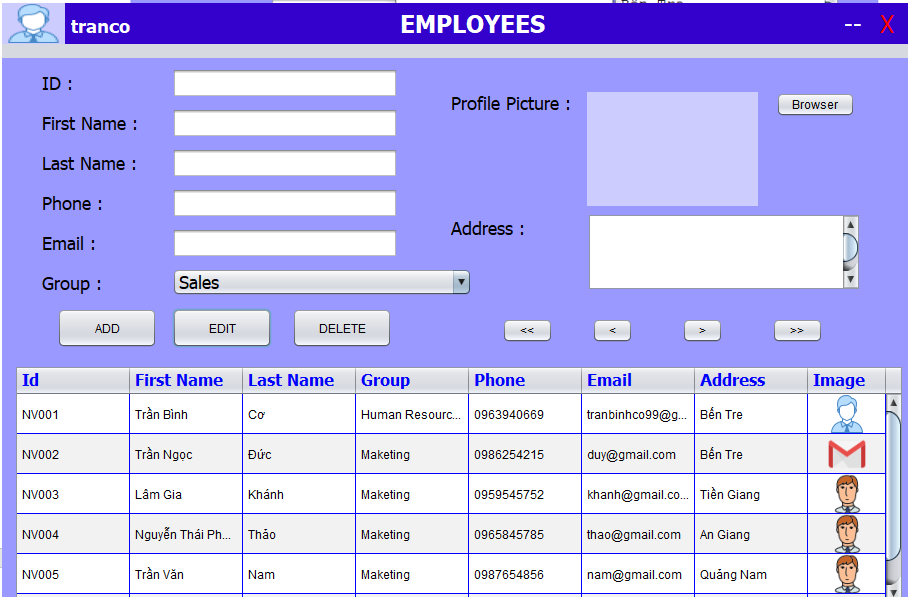 tranco EMPLOYEES -- X
ID :
First Name :
Last Name :
Phone :
Email :
Group : Sales
Profile Picture : Browser
Address :
ADD EDIT DELETE << < > >>
Id First Name Last Name Group Phone Email Address Image
NV001 Trần Bình Cơ Human Resourc... 0963940669 tranbinhco99@g... Bến Tre
NV002 Trần Ngọc Đức Maketing 0986254215 duy@gmail.com Bến Tre
NV003 Lâm Gia Khánh Maketing 0959545752 khanh@gmail.co... Tiền Giang
NV004 Nguyễn Thái Ph... Thảo Maketing 0965845785 thao@gmail.com An Giang
NV005 Trần Văn Nam Maketing 0987654856 nam@gmail.com Quảng Nam